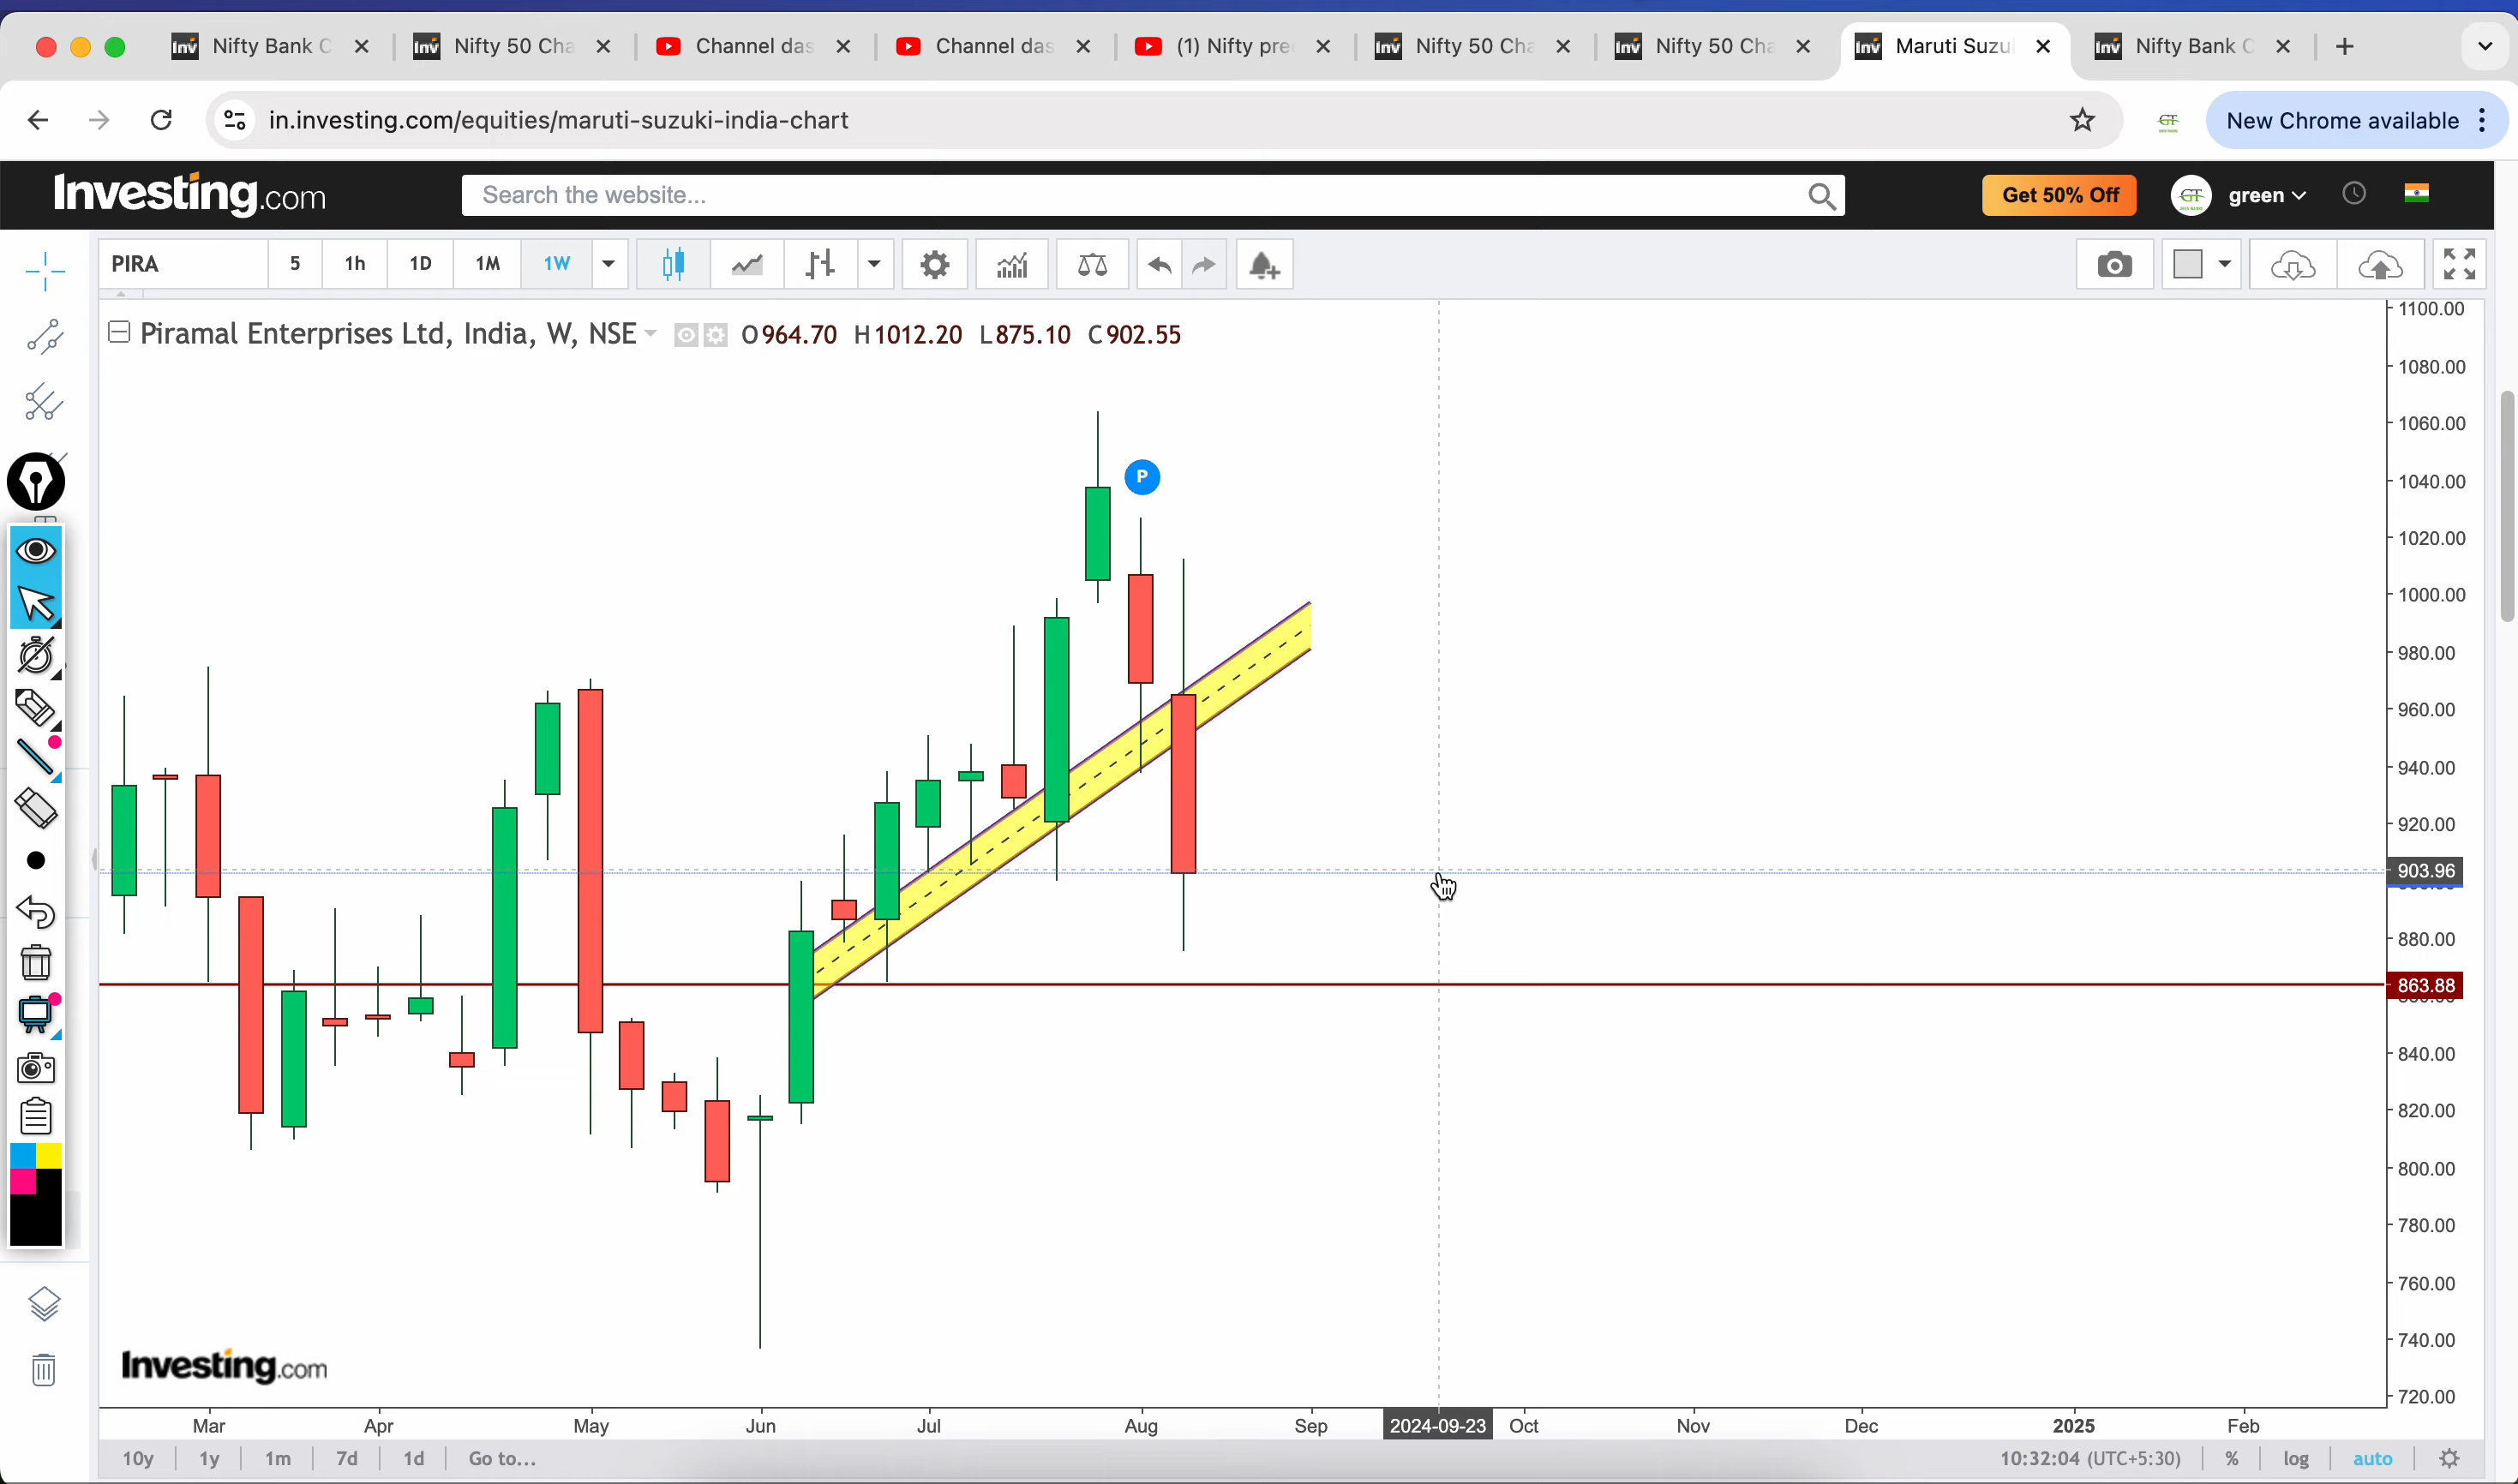 Nifty Bank C
Nifty 50 Cha
Channel das
Channel das
(1) Nifty pre
Nifty 50 Cha
Nifty 50 Cha
Maruti Suzu
Nifty Bank C
in.investing.com/equities/maruti-suzuki-india-chart
New Chrome available
Investing.com
Search the website...
Get 50% Off
green
PIRA
5
1h
1D
1M
1W
Piramal Enterprises Ltd, India, W, NSE
O964.70 H1012.20 L875.10 C902.55
P
1100.00
1080.00
1060.00
1040.00
1020.00
1000.00
980.00
960.00
940.00
920.00
903.96
880.00
863.88
840.00
820.00
800.00
780.00
760.00
740.00
720.00
Investing.com
Mar
Apr
May
Jun
Jul
Aug
Sep
2024-09-23
Oct
Nov
Dec
2025
Feb
10y
1y
1m
7d
1d
Go to...
10:32:04 (UTC+5:30)
%
log
auto